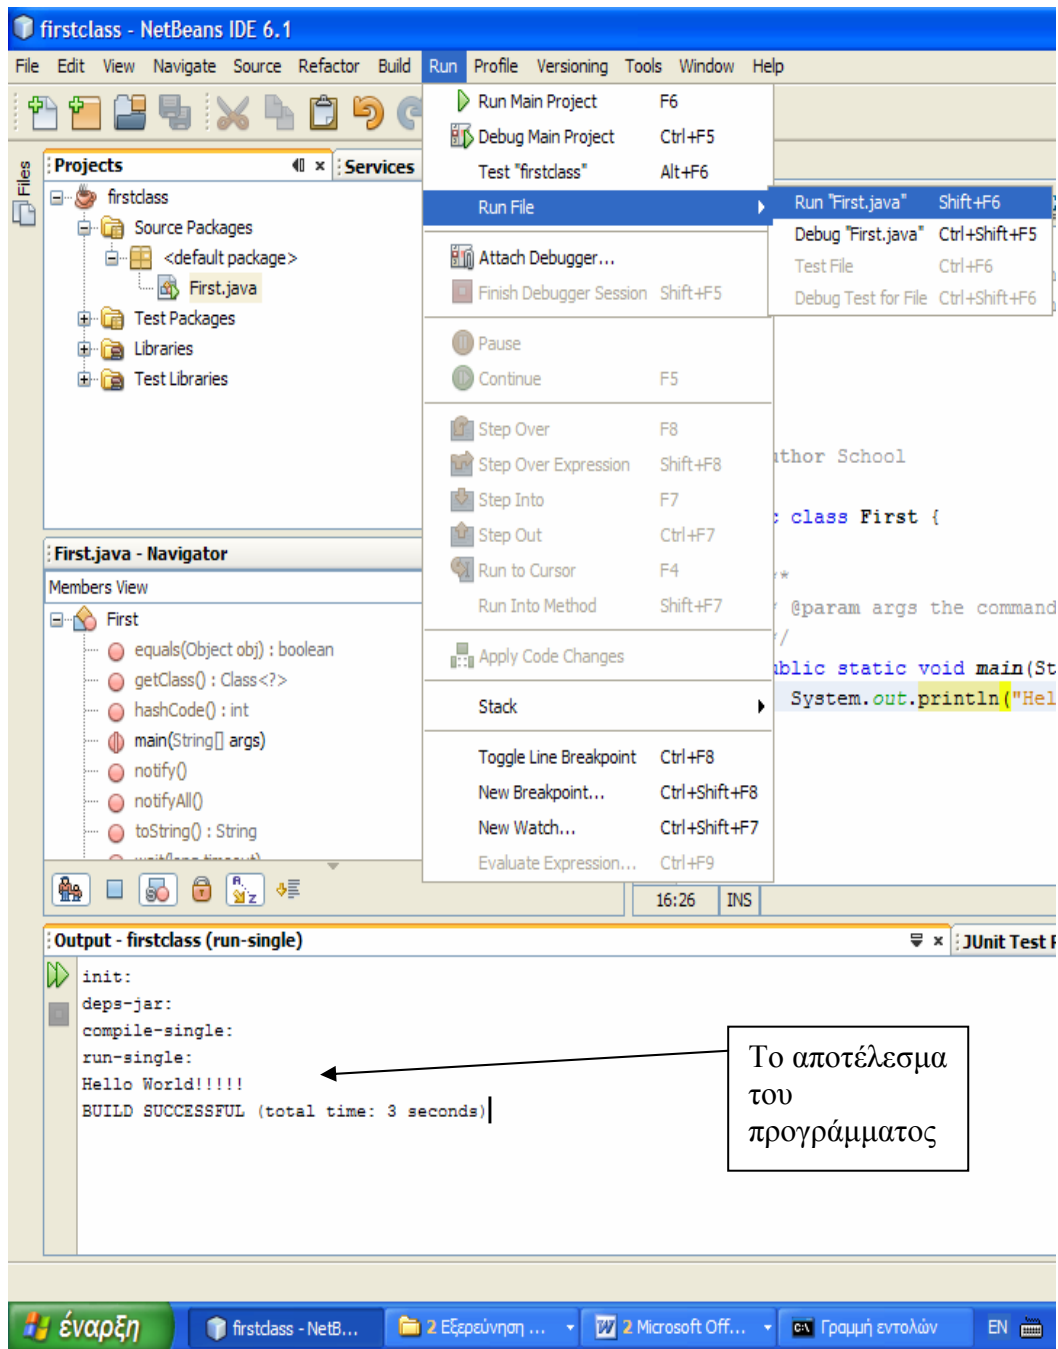 firstclass - NetBeans IDE 6.1
File Edit View Navigate Source Refactor Build Run Profile Versioning Tools Window Help
Files
Projects
Services
firstclass
Source Packages
<default package>
First.java
Test Packages
Libraries
Test Libraries
Run Main Project F6
Debug Main Project Ctrl+F5
Test "firstclass" Alt+F6
Run File
Attach Debugger...
Finish Debugger Session Shift+F5
Pause
Continue F5
Step Over F8
Step Over Expression Shift+F8
Step Into F7
Step Out Ctrl+F7
Run to Cursor F4
Run Into Method Shift+F7
Apply Code Changes
Stack
Toggle Line Breakpoint Ctrl+F8
New Breakpoint... Ctrl+Shift+F8
New Watch... Ctrl+Shift+F7
Evaluate Expression... Ctrl+F9
Run "First.java" Shift+F6
Debug "First.java" Ctrl+Shift+F5
Test File Ctrl+F6
Debug Test for File Ctrl+Shift+F6
thor School
c class First {
**
* @param args the command
*/
ublic static void main(St
System.out.println("Hel
First.java - Navigator
Members View
First
equals(Object obj) : boolean
getClass() : Class<?>
hashCode() : int
main(String[] args)
notify()
notifyAll()
toString() : String
16:26 INS
Output - firstclass (run-single)
JUnit Test
init:
deps-jar:
compile-single:
run-single:
Hello World!!!!!
BUILD SUCCESSFUL (total time: 3 seconds)
Το αποτέλεσμα
του
προγράμματος
έναρξη
firstclass - NetB...
2 Εξερεύνηση ...
2 Microsoft Off...
Γραμμή εντολών
EN